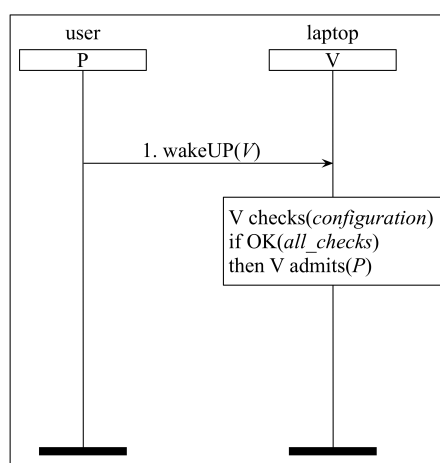 user
laptop
P
V
1. wakeUP(V)
V checks(configuration)
if OK(all_checks)
then V admits(P)